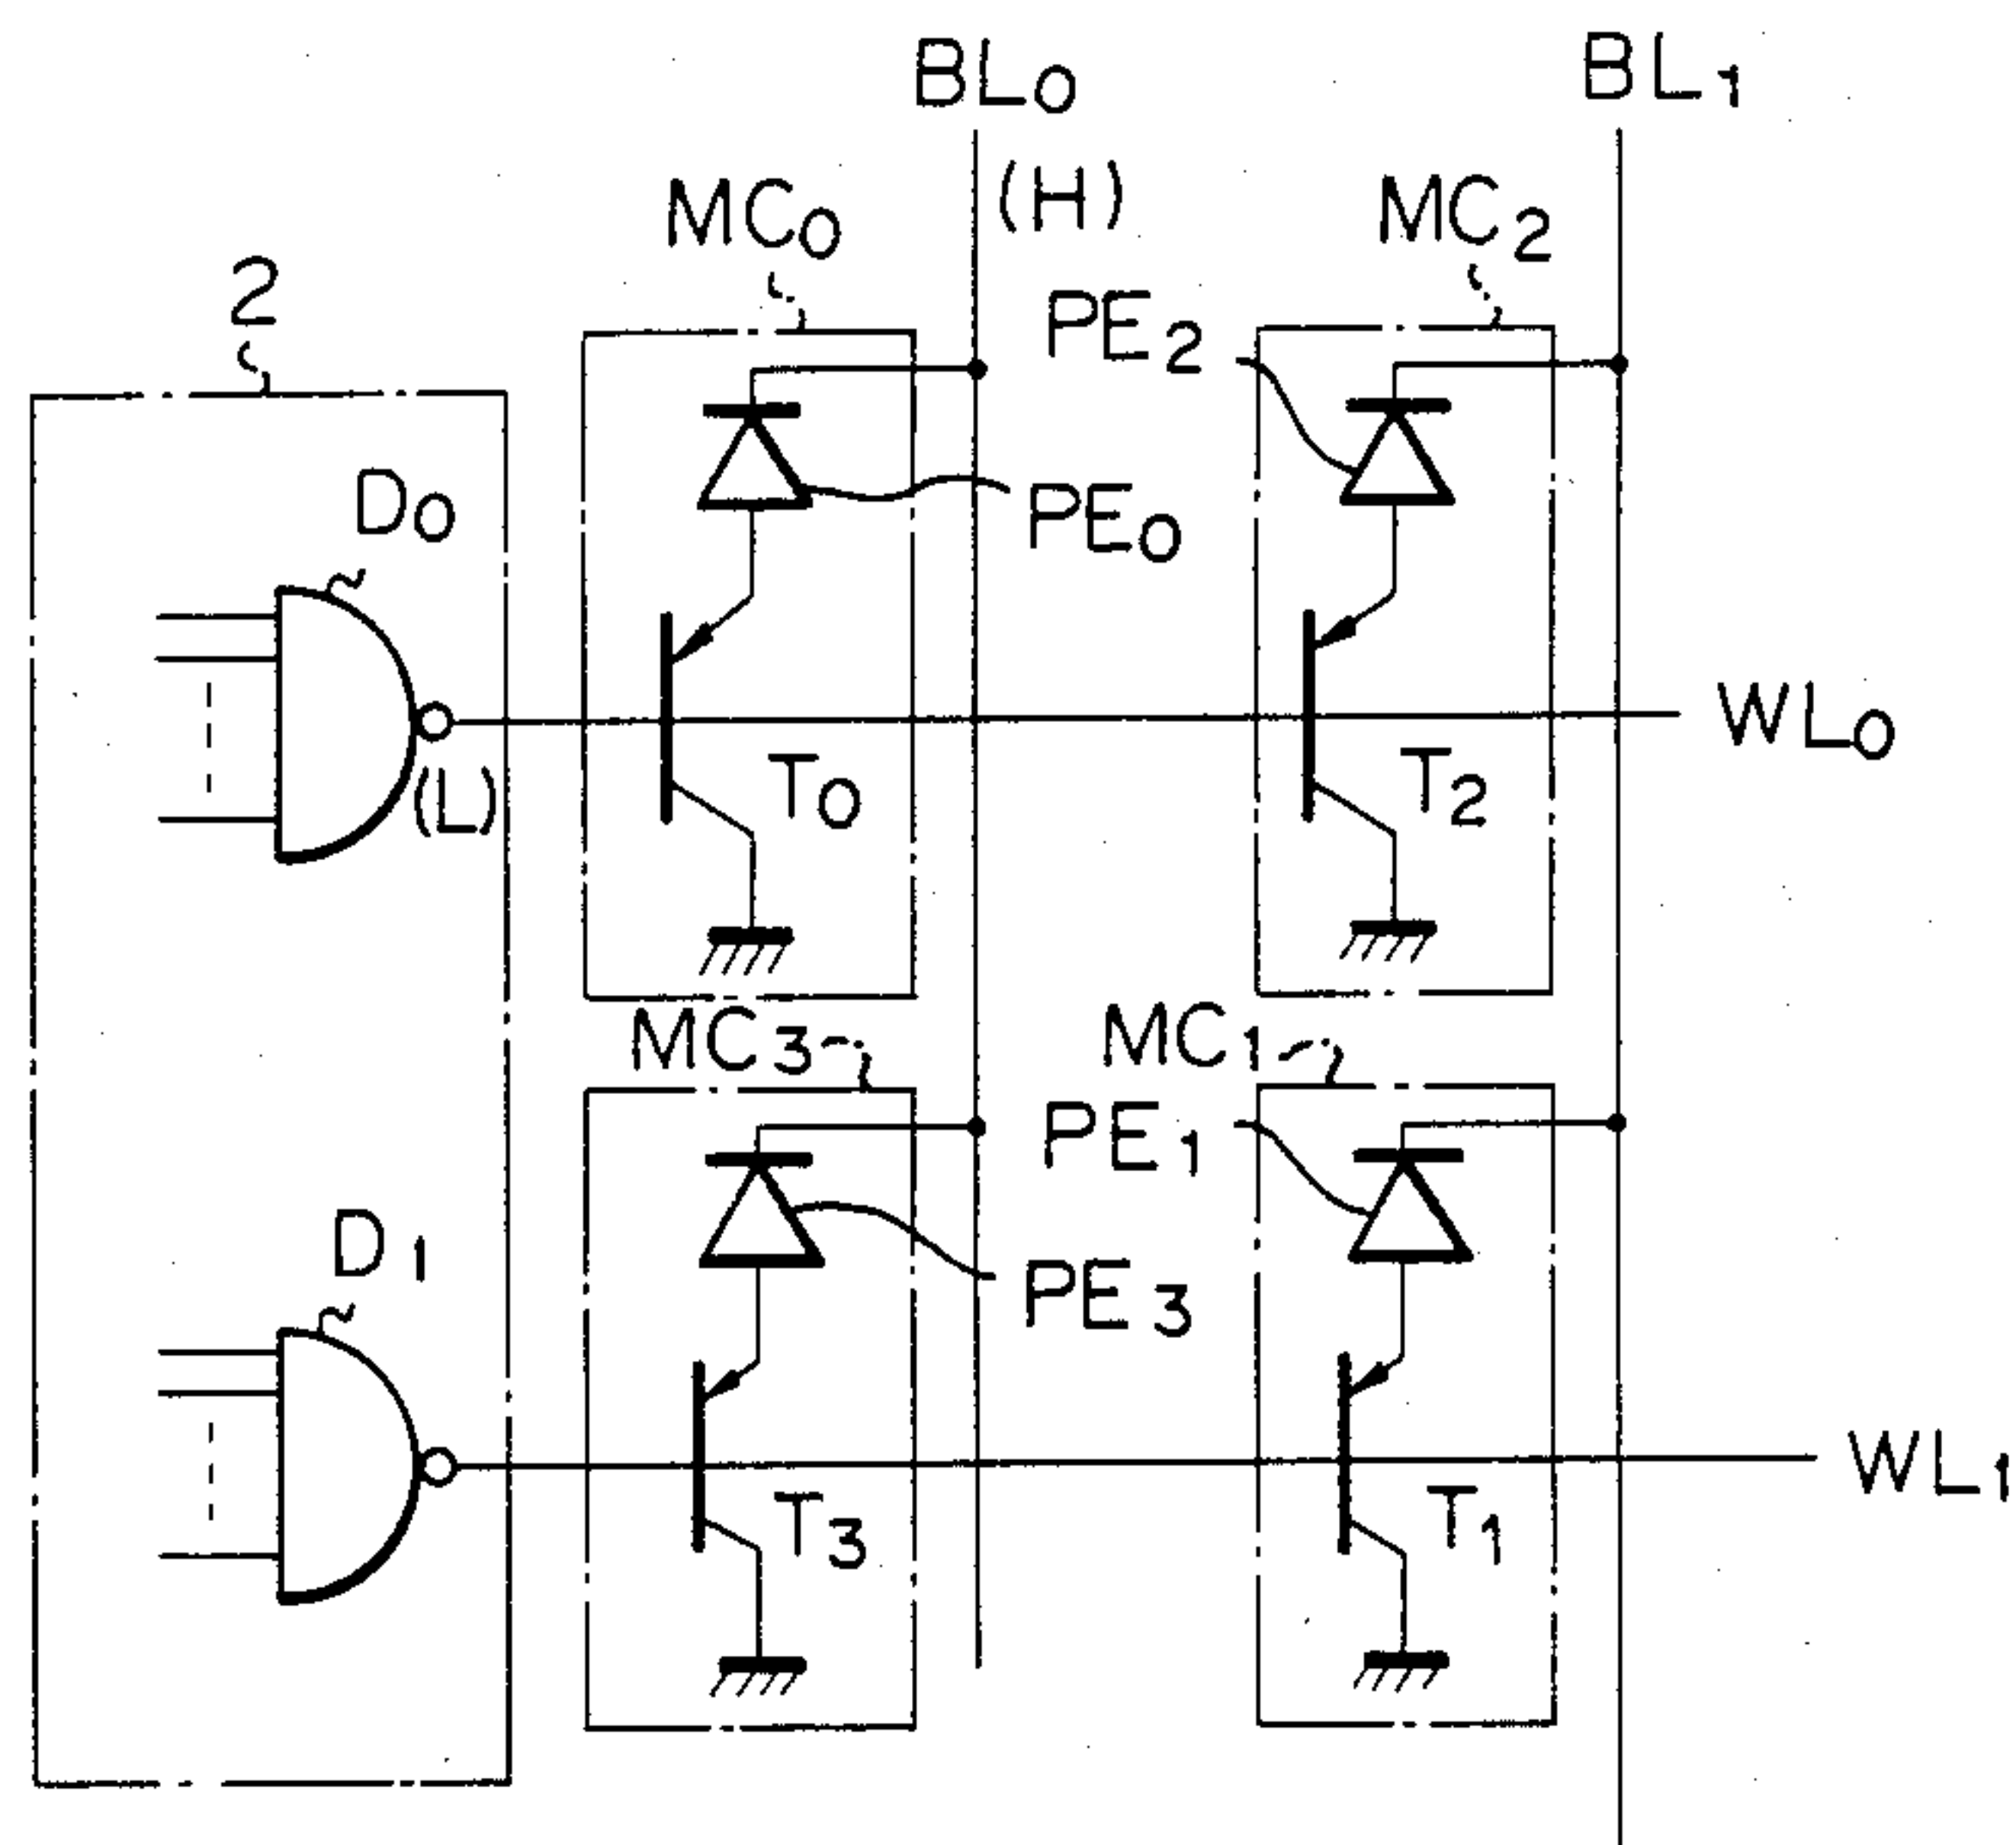 BL0
BL1
(H)
MC0
MC2
2
PE2
D0
PE0
WL0
T0
T2
(L)
MC3
MC1
PE1
D1
PE3
WL1
T3
T1